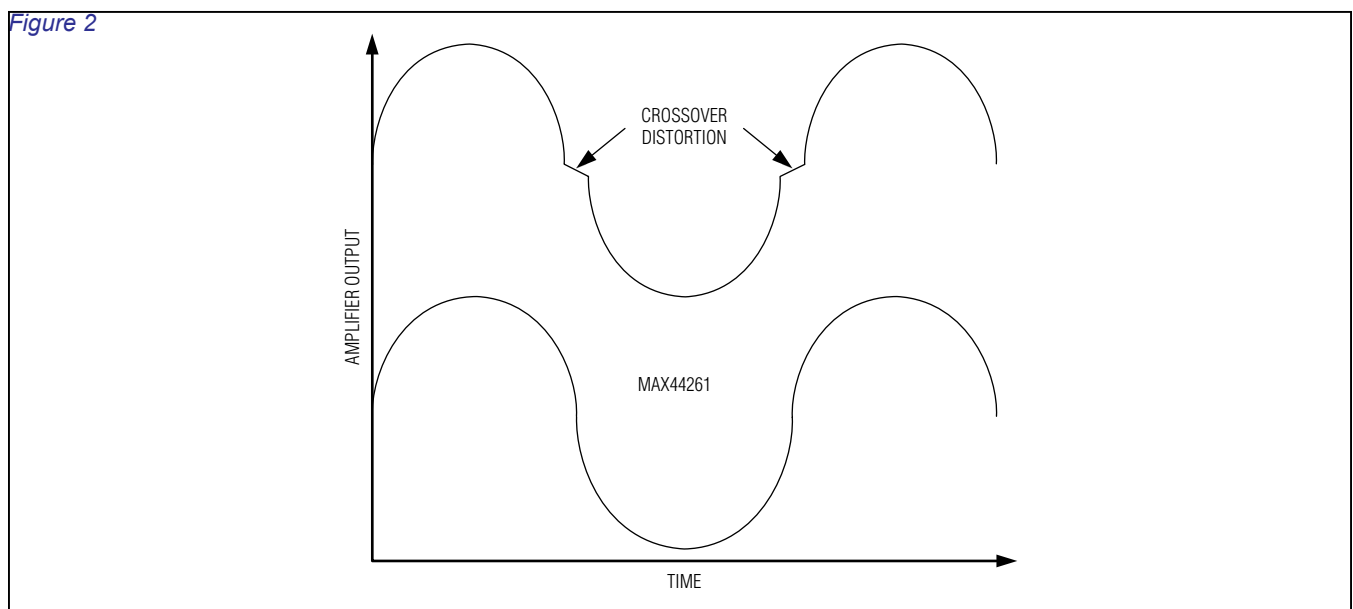 Figure 2
CROSSOVER
DISTORTION
AMPLIFIER OUTPUT
MAX44261
TIME